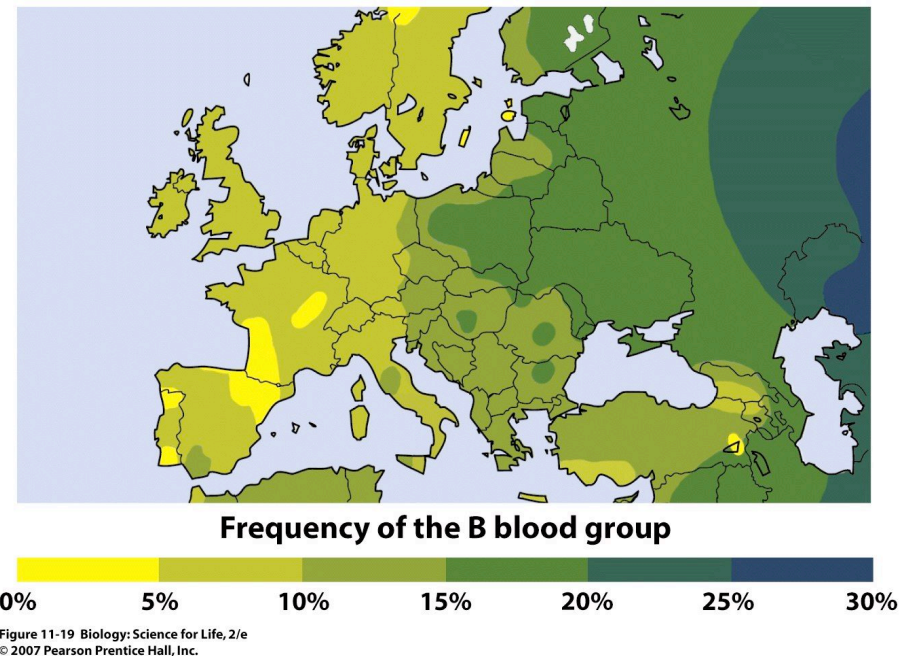 Frequency of the B blood group
0% 5% 10% 15% 20% 25% 30%
Figure 11-19 Biology: Science for Life, 2/e
© 2007 Pearson Prentice Hall, Inc.